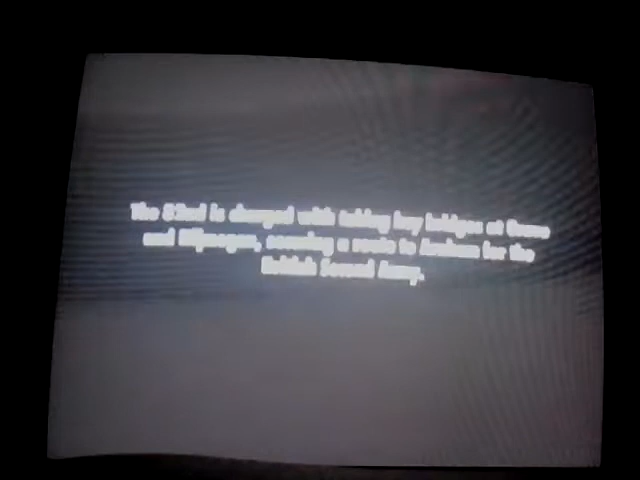 The 82nd is charged with taking key bridges at Grave
and Nijmegen, securing a route to Arnhem for the
British Second Army.